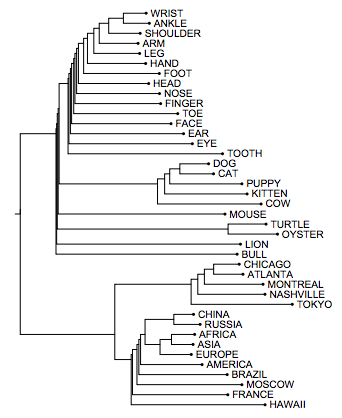 WRIST
ANKLE
SHOULDER
ARM
LEG
HAND
FOOT
HEAD
NOSE
FINGER
TOE
FACE
EAR
EYE
TOOTH
DOG
CAT
PUPPY
KITTEN
COW
MOUSE
TURTLE
OYSTER
LION
BULL
CHICAGO
ATLANTA
MONTREAL
NASHVILLE
TOKYO
CHINA
RUSSIA
AFRICA
ASIA
EUROPE
AMERICA
BRAZIL
MOSCOW
FRANCE
HAWAII